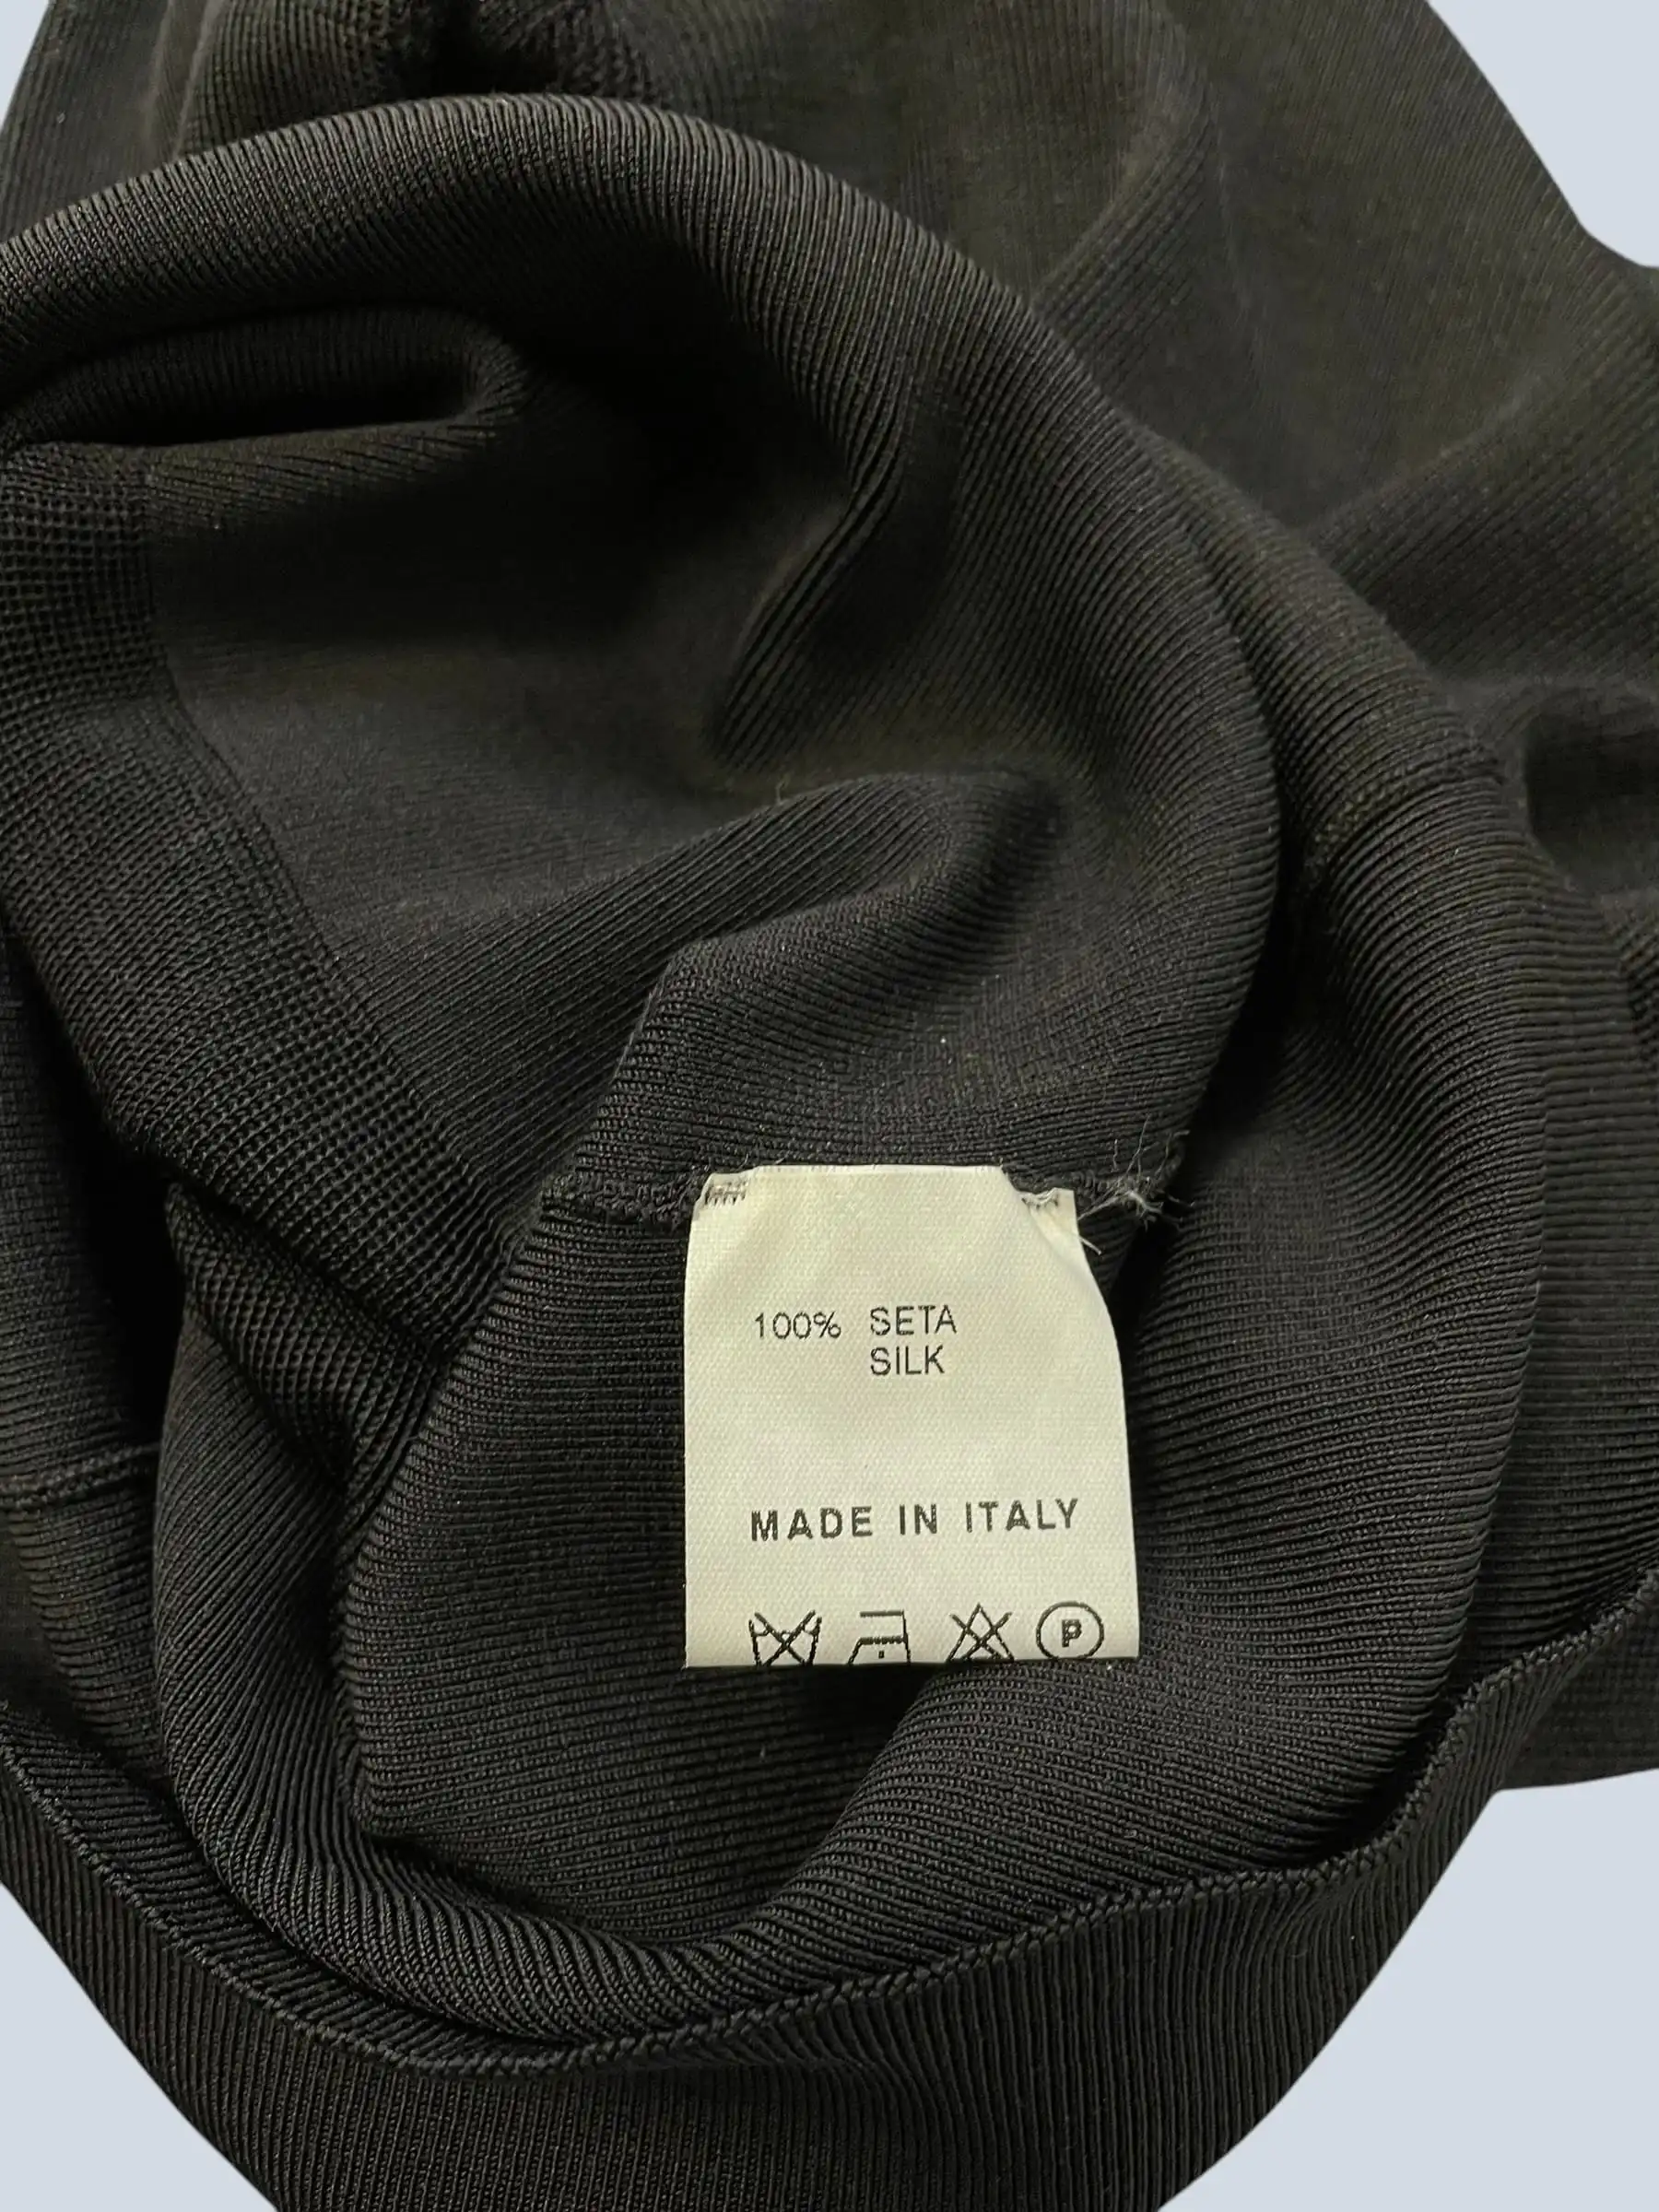 100% SETA
SILK
MADE IN ITALY
P